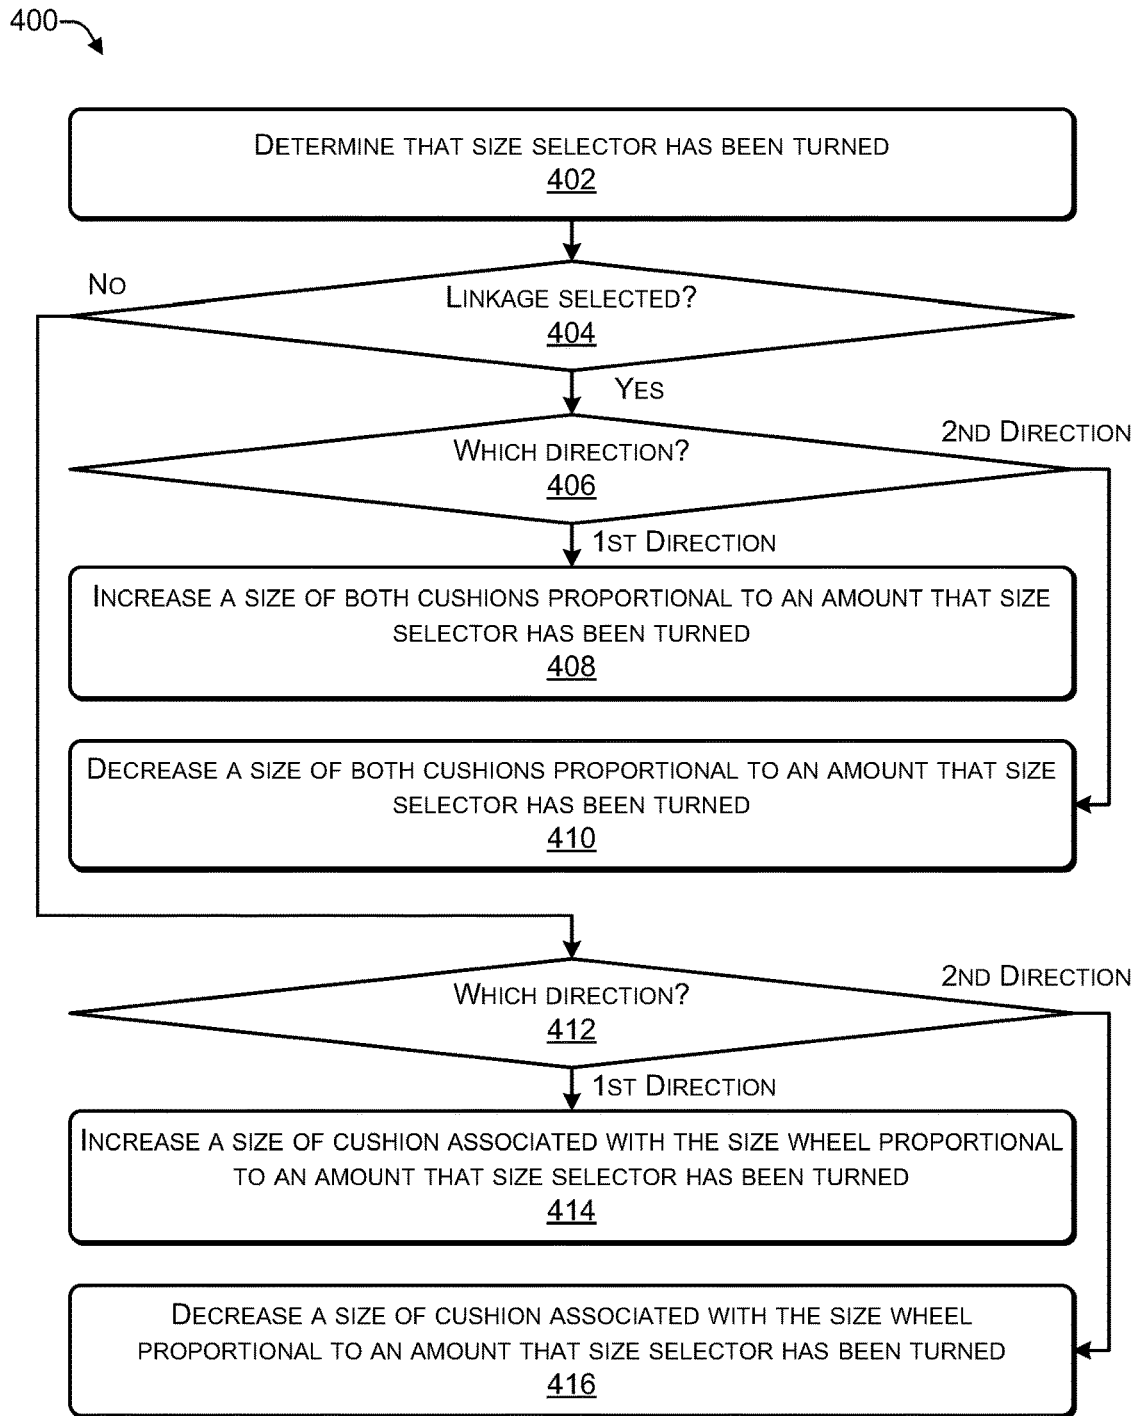 400
DETERMINE THAT SIZE SELECTOR HAS BEEN TURNED
402
NO
LINKAGE SELECTED?
404
YES
2ND DIRECTION
WHICH DIRECTION?
406
1ST DIRECTION
INCREASE A SIZE OF BOTH CUSHIONS PROPORTIONAL TO AN AMOUNT THAT SIZE
SELECTOR HAS BEEN TURNED
408
DECREASE A SIZE OF BOTH CUSHIONS PROPORTIONAL TO AN AMOUNT THAT SIZE
SELECTOR HAS BEEN TURNED
410
2ND DIRECTION
WHICH DIRECTION?
412
1ST DIRECTION
INCREASE A SIZE OF CUSHION ASSOCIATED WITH THE SIZE WHEEL PROPORTIONAL
TO AN AMOUNT THAT SIZE SELECTOR HAS BEEN TURNED
414
DECREASE A SIZE OF CUSHION ASSOCIATED WITH THE SIZE WHEEL
PROPORTIONAL TO AN AMOUNT THAT SIZE SELECTOR HAS BEEN TURNED
416